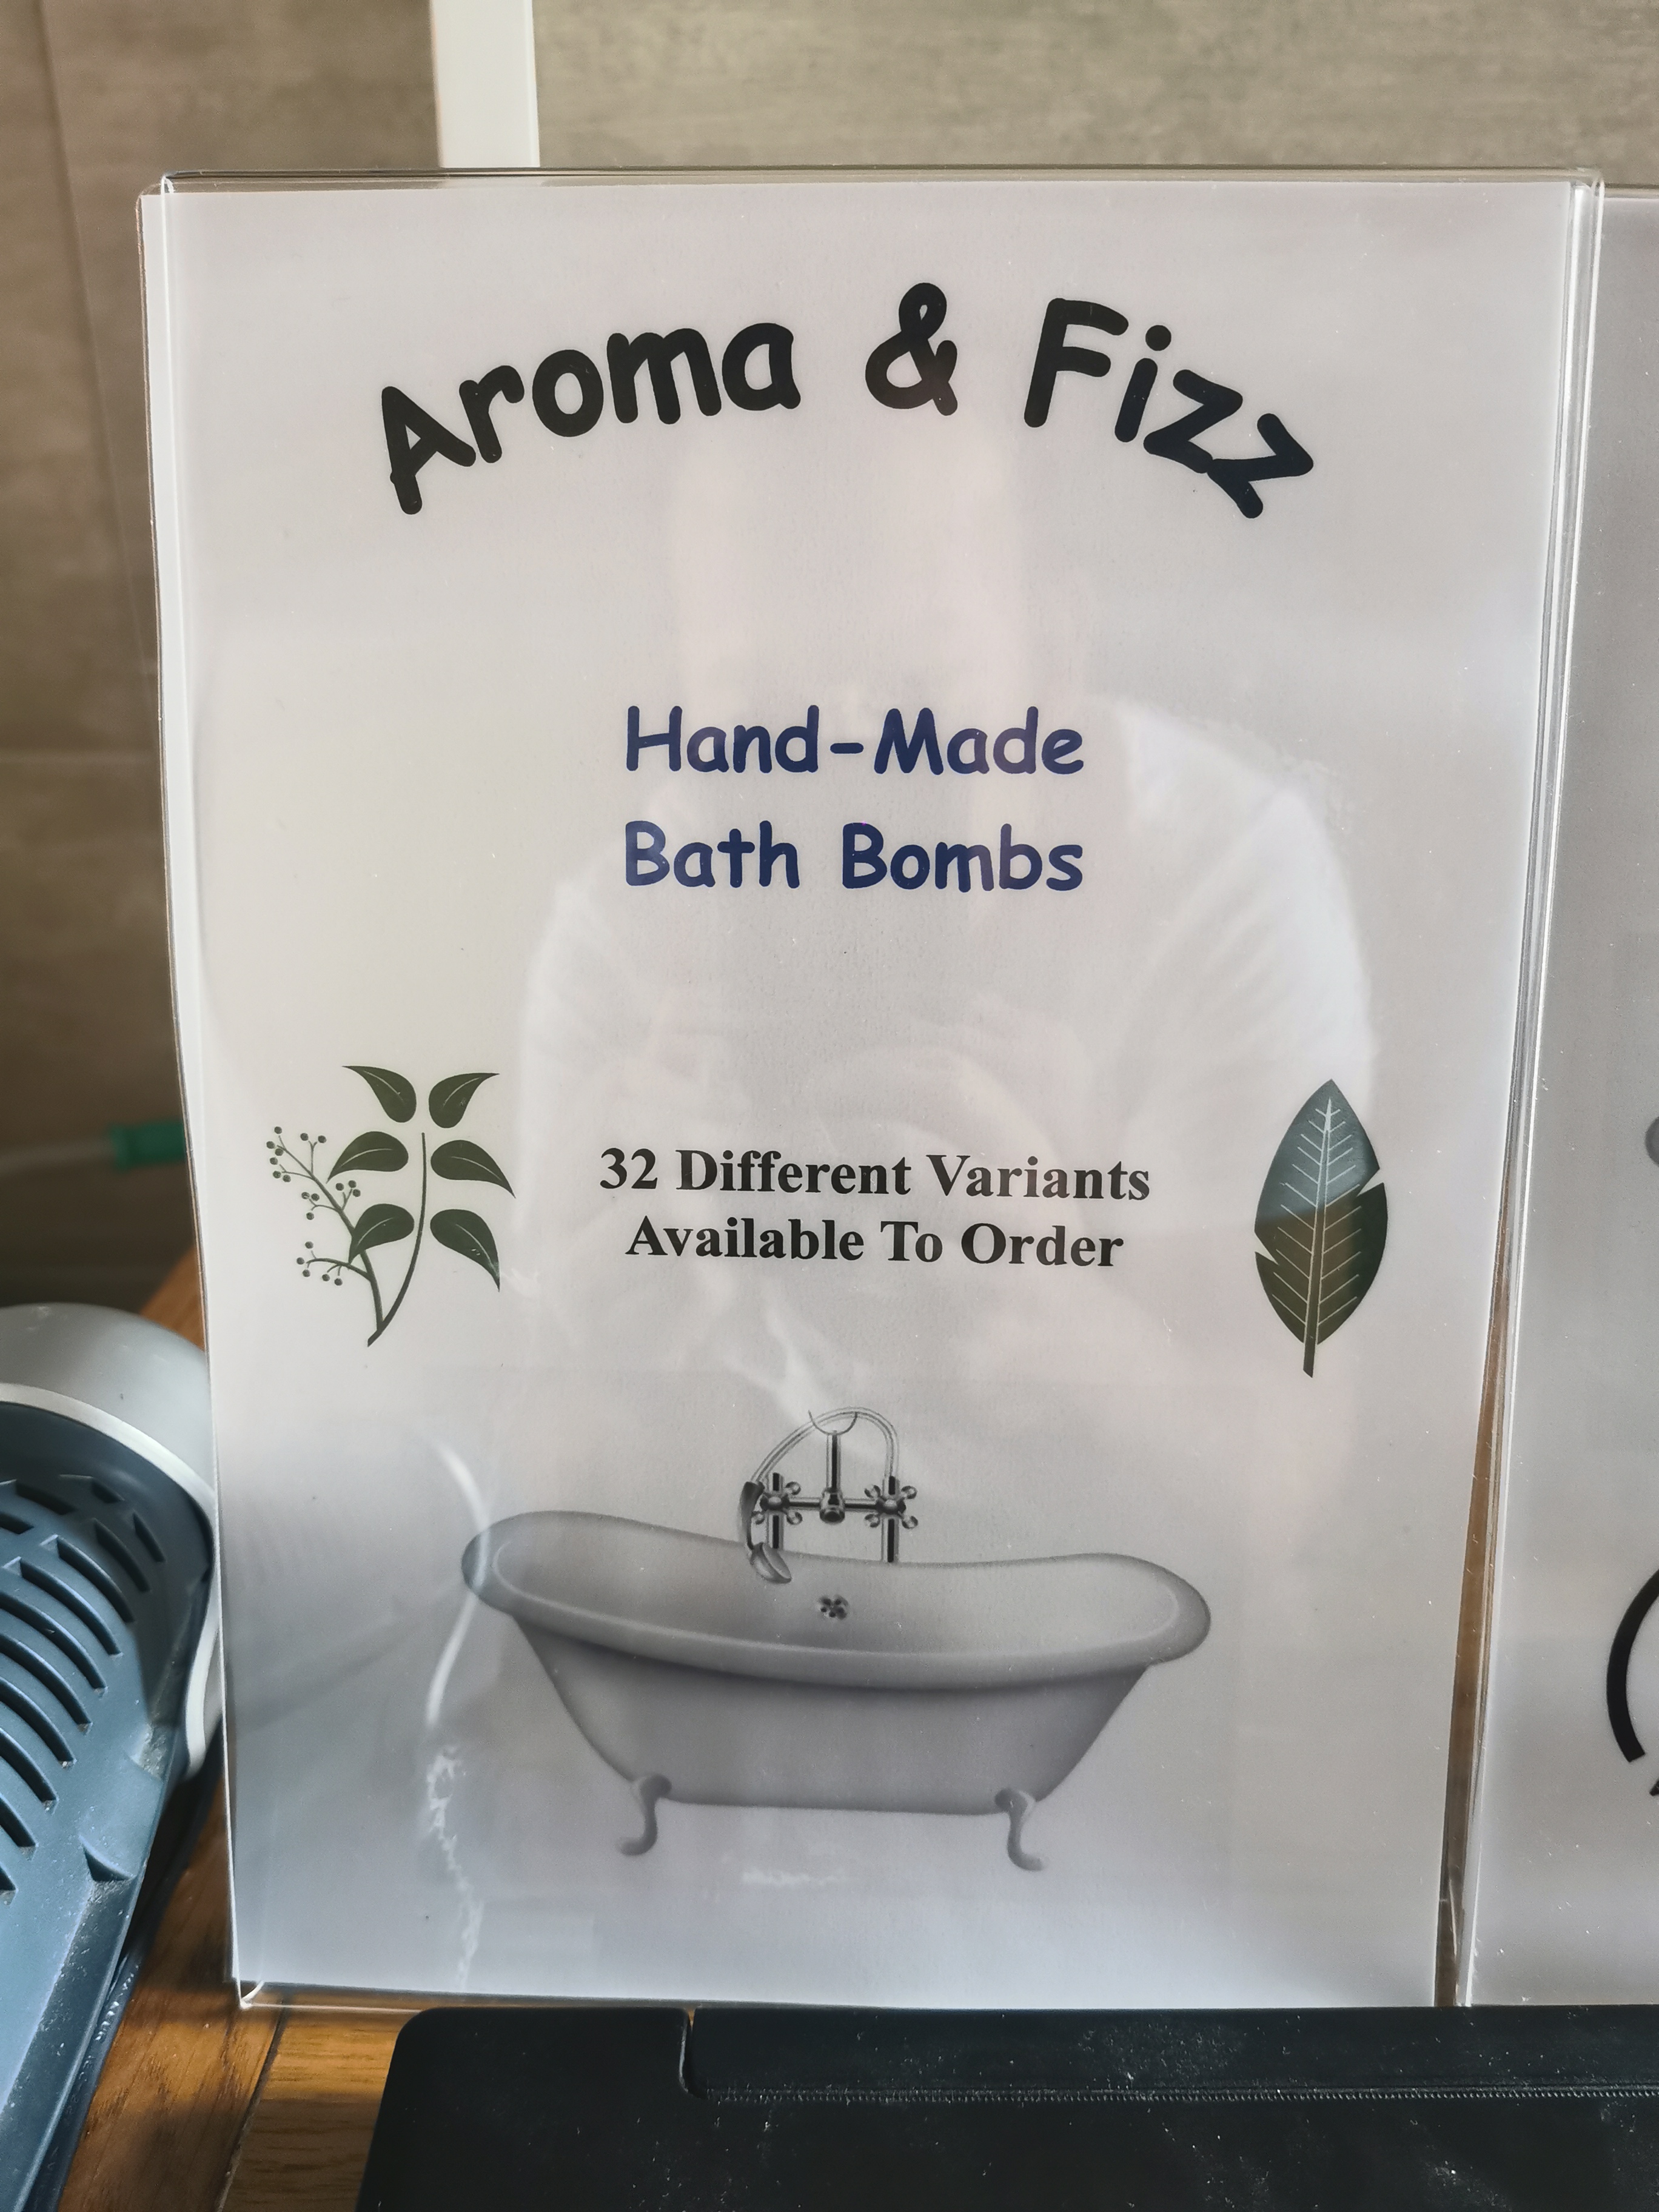 Aroma & Fizz
Hand-Made
Bath Bombs
32 Different Variants
Available To Order